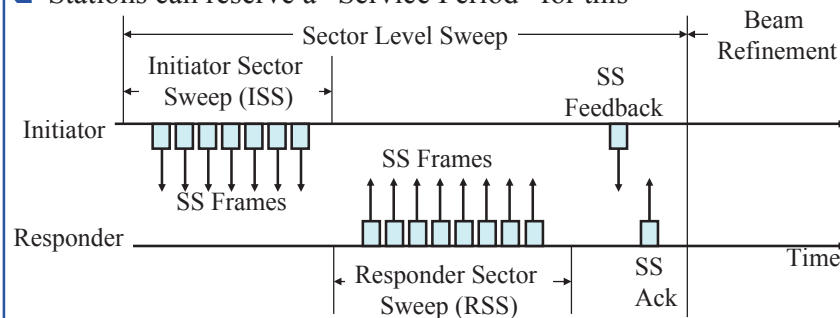 Stations can reserve a "Service Period" for this
Sector Level Sweep
Beam
Refinement
Initiator Sector
Sweep (ISS)
SS
Feedback
Initiator
SS Frames
SS Frames
Responder
Time
Responder Sector
Sweep (RSS)
SS
Ack